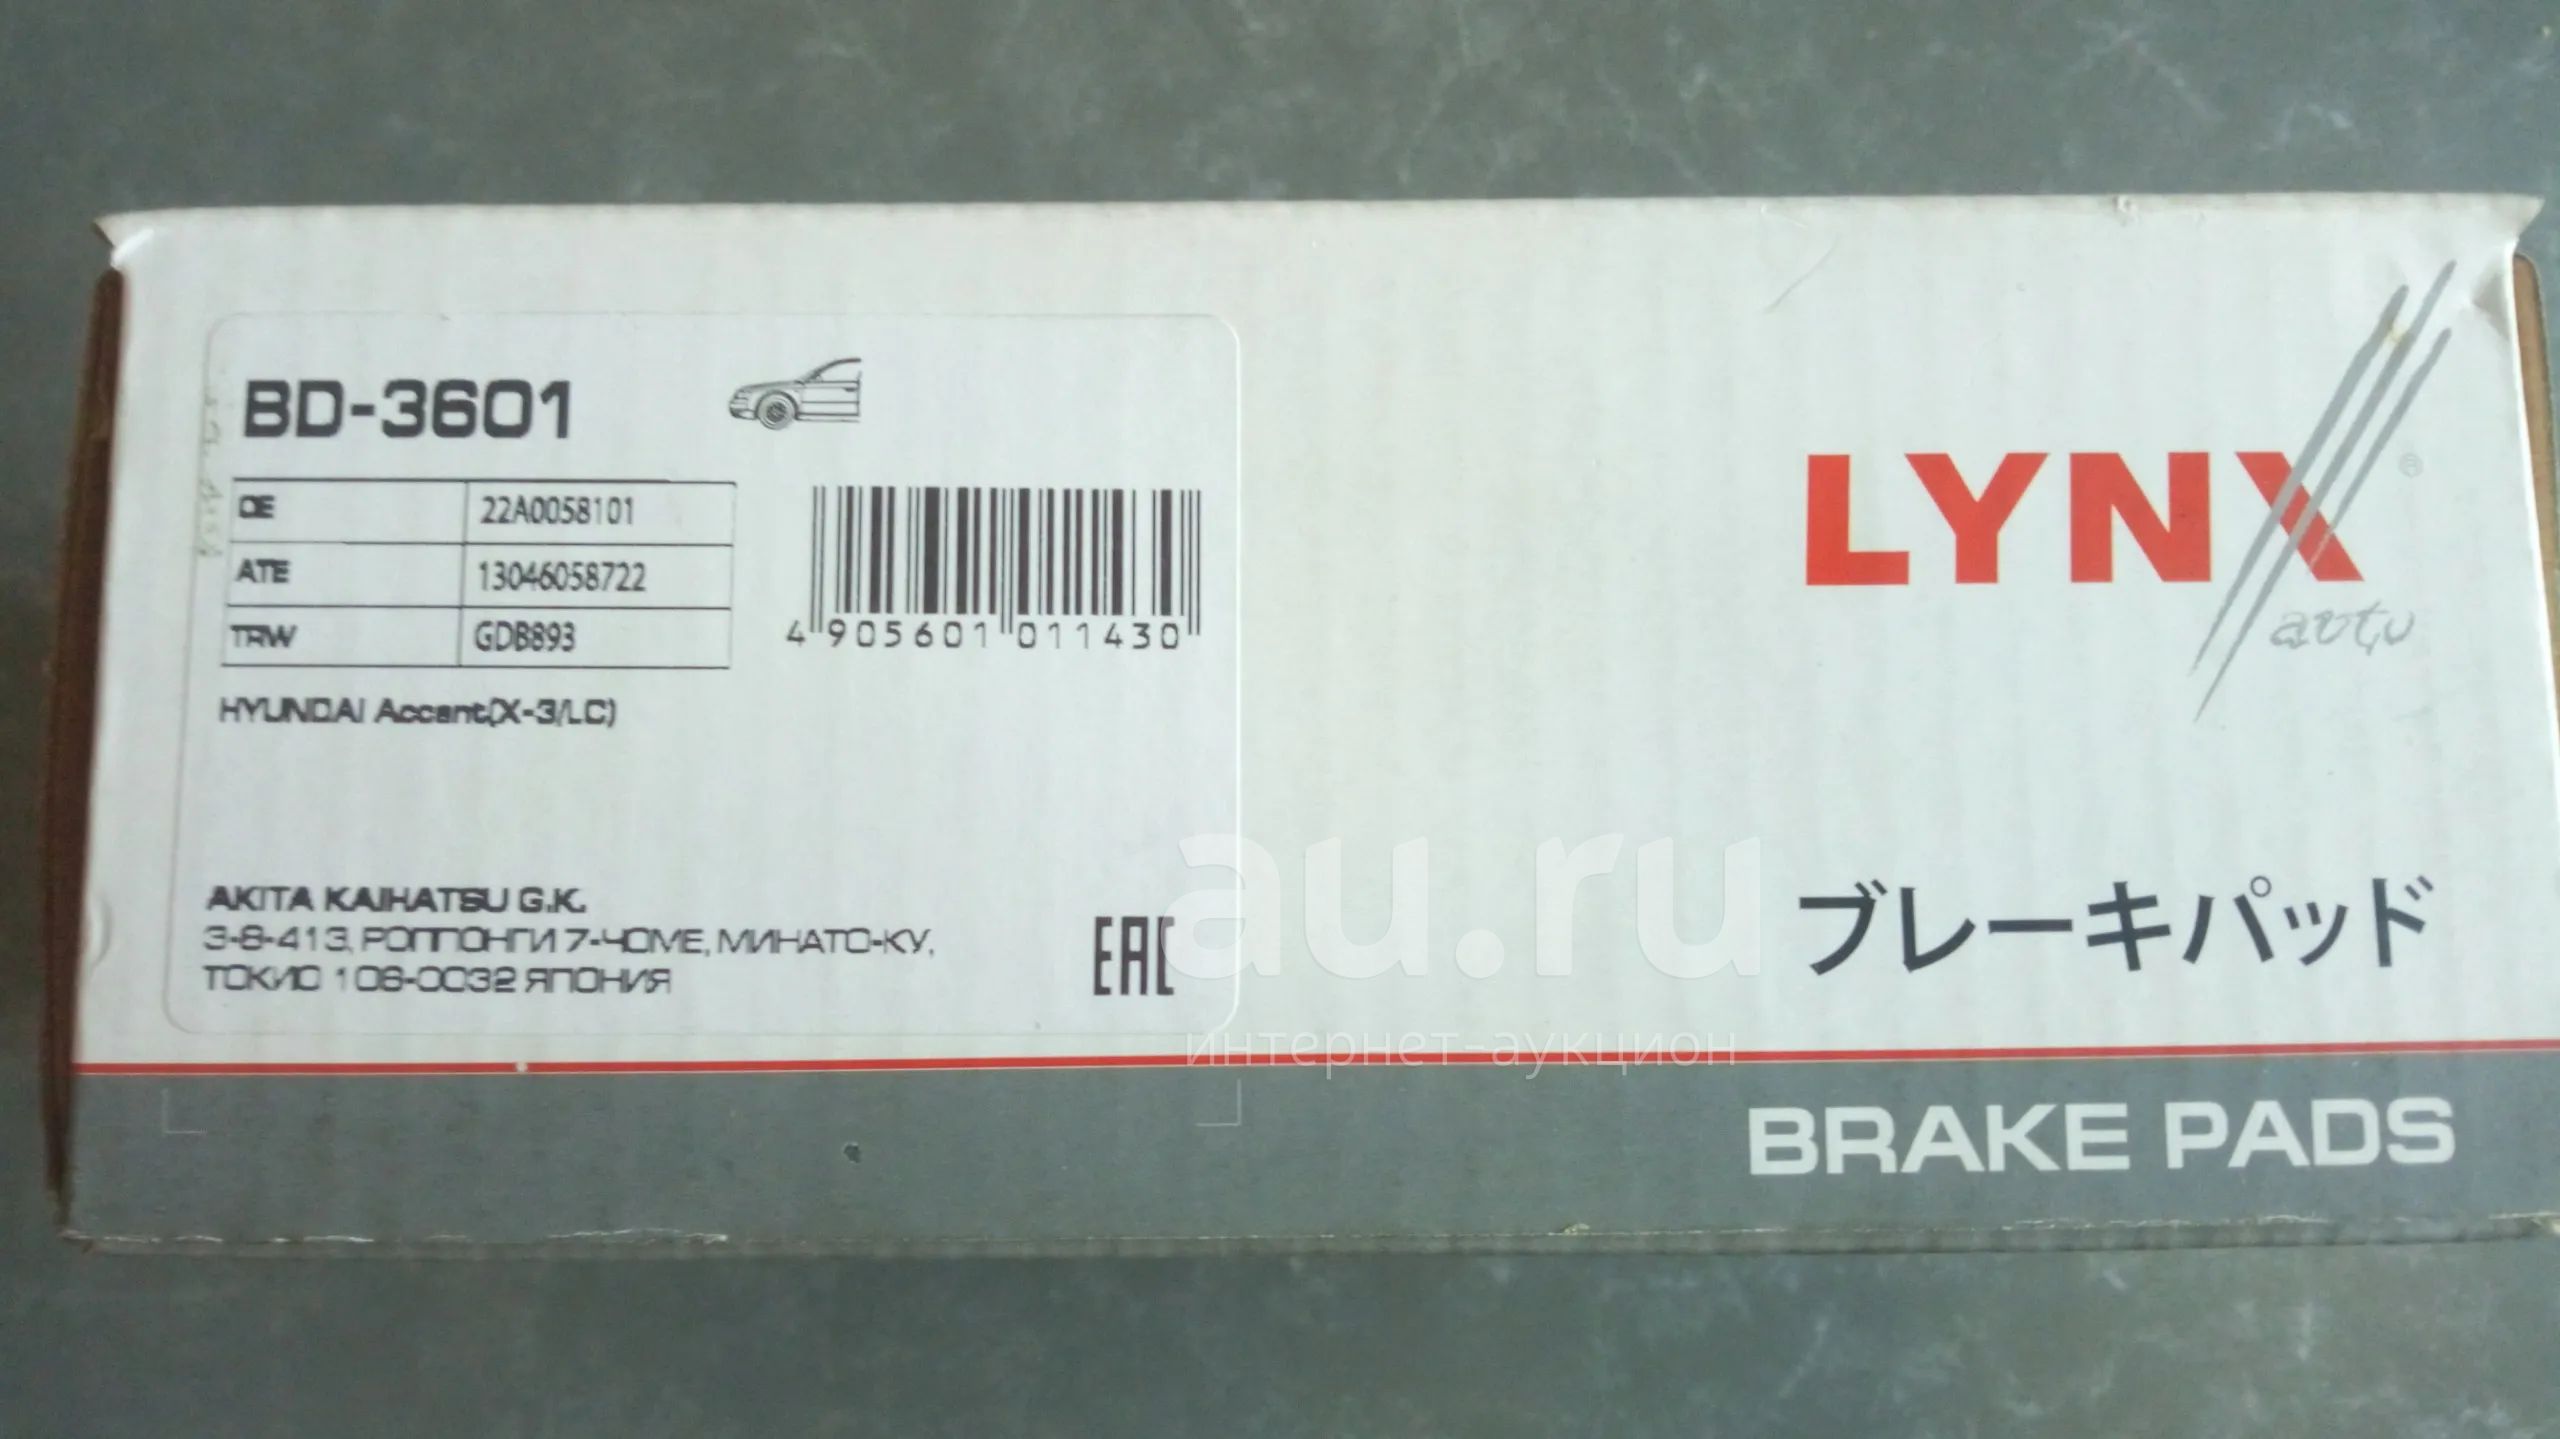 BD-3601
OE 22A0058101
ATE 13046058722
TRW GDB893
4 905601 011430
HYUNDAI Accent(X-3/LC)
AKITA KAIHATSU G.K.
3-8-413, РОППОНГИ 7-ЧОМЕ, МИНАТО-КУ,
ТОКИО 106-0032 ЯПОНИЯ
EAC
LYNX®
auto
ブレーキパッド
BRAKE PADS
au.ru
интернет-аукцион